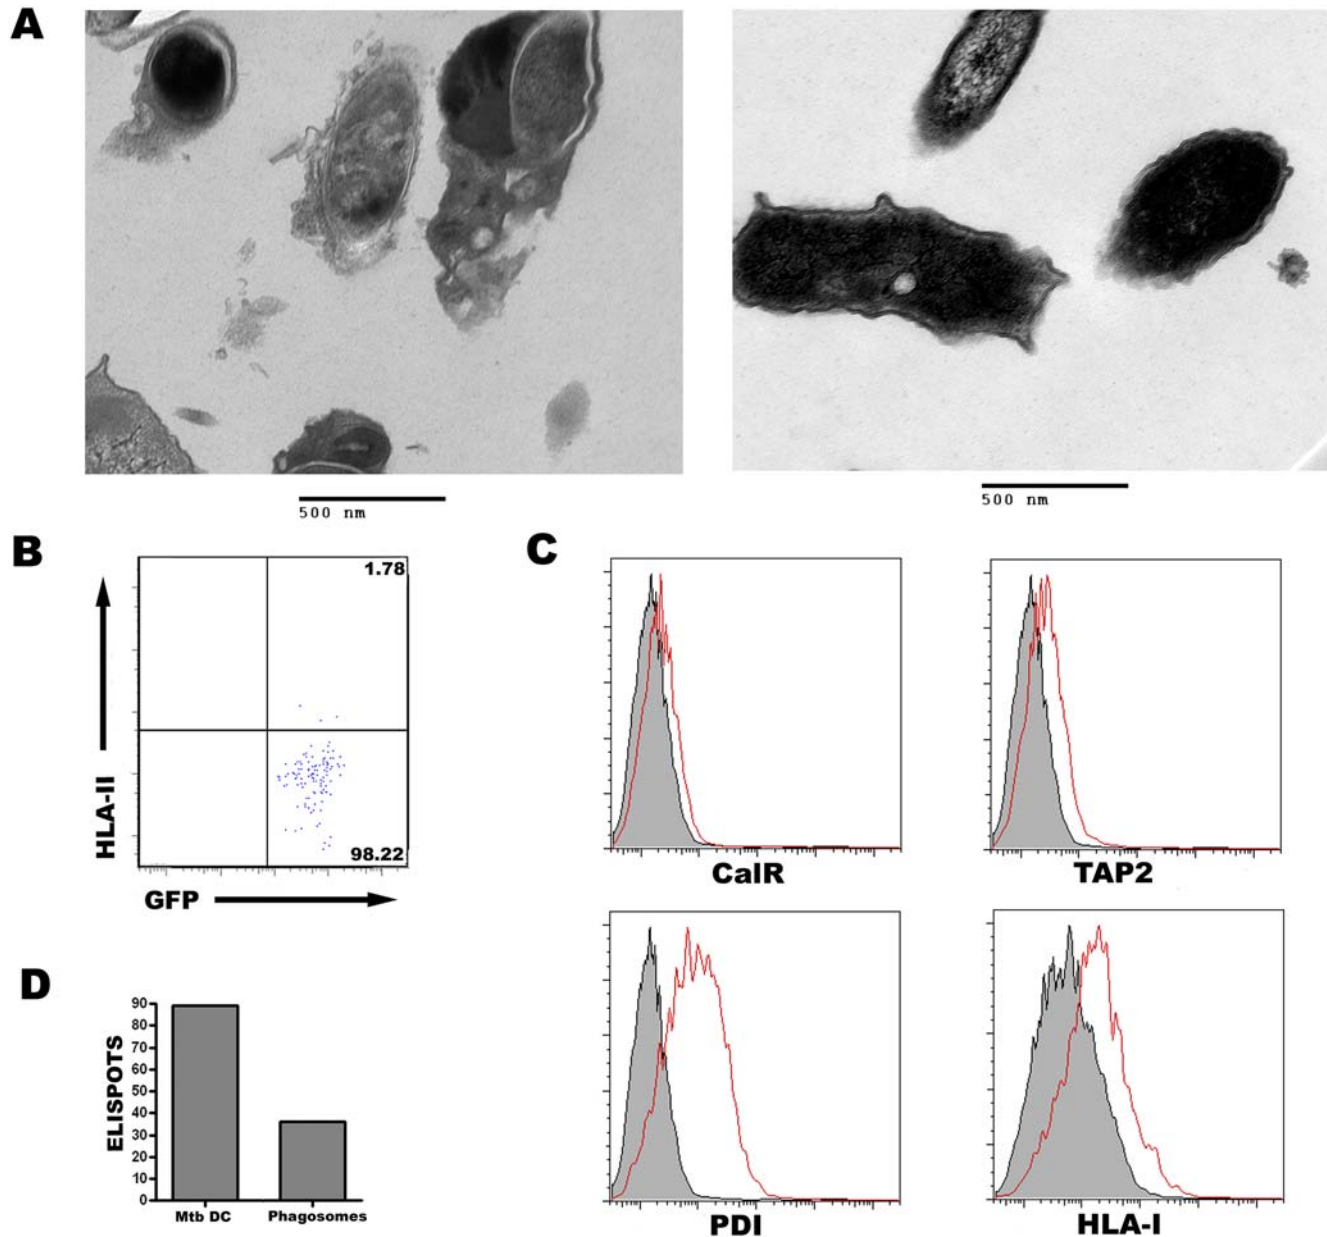 A
500 nm
500 nm
B
1.78
98.22
HLA-II
GFP
C
CalR
TAP2
PDI
HLA-I
D
ELISPOTS
90
80
70
60
50
40
30
20
10
0
Mtb DC
Phagosomes